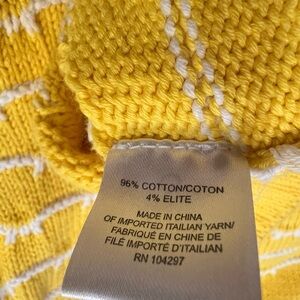 96% COTTON/COTON
4% ELITE
MADE IN CHINA
OF IMPORTED ITALIAN YARN/
FABRIQUÉ EN CHINE DE
FILÉ IMPORTÉ D'ITAILIAN
RN 104297